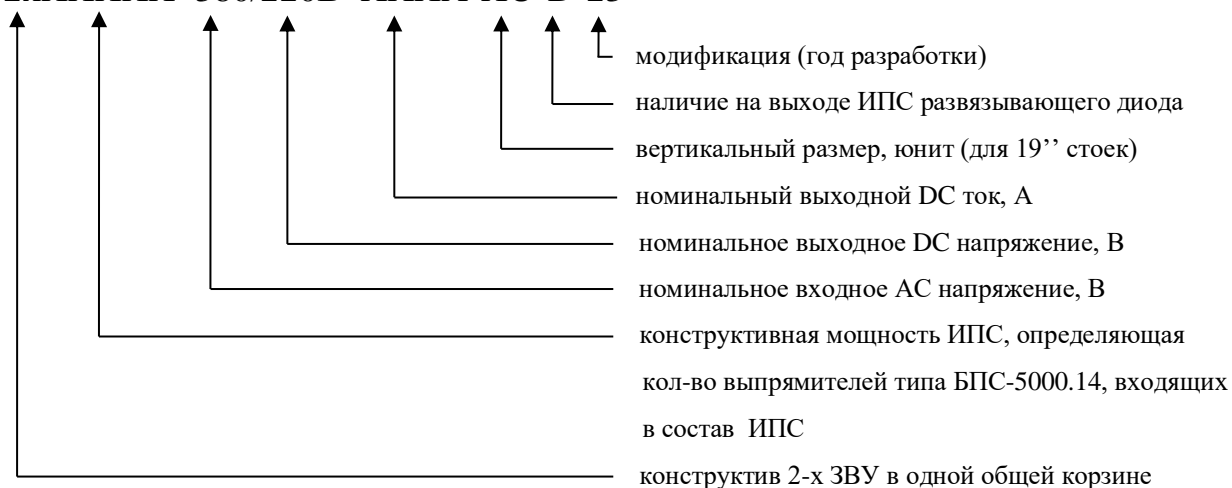 модификация (год разработки)
наличие на выходе ИПС развязывающего диода
вертикальный размер, юнит (для 19’’ стоек)
номинальный выходной DC ток, А
номинальное выходное DC напряжение, В
номинальное входное AC напряжение, В
конструктивная мощность ИПС, определяющая
кол-во выпрямителей типа БПС-5000.14, входящих
в состав ИПС
конструктив 2-х ЗВУ в одной общей корзине